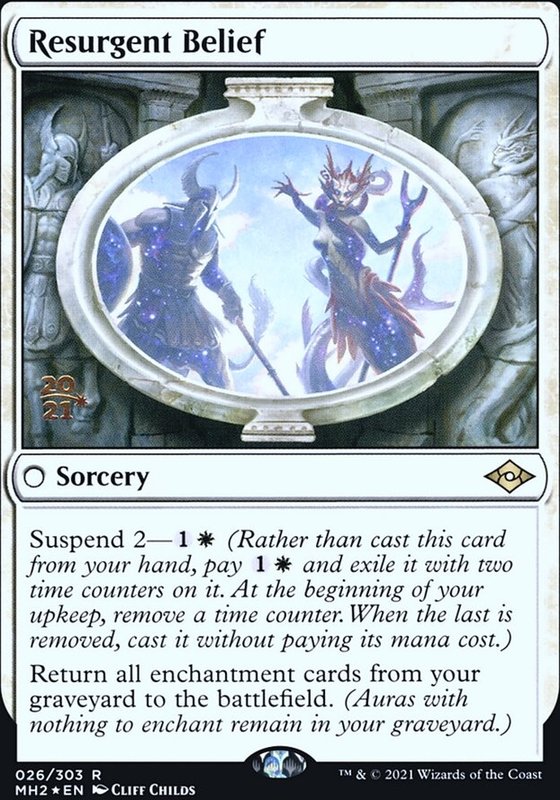 Resurgent Belief
20
21
Sorcery
Suspend 2—1 (Rather than cast this card
from your hand, pay 1 and exile it with two
time counters on it. At the beginning of your
upkeep, remove a time counter. When the last is
removed, cast it without paying its mana cost.)
Return all enchantment cards from your
graveyard to the battlefield. (Auras with
nothing to enchant remain in your graveyard.)
026/303 R
MH2★EN Cliff Childs
™ & © 2021 Wizards of the Coast